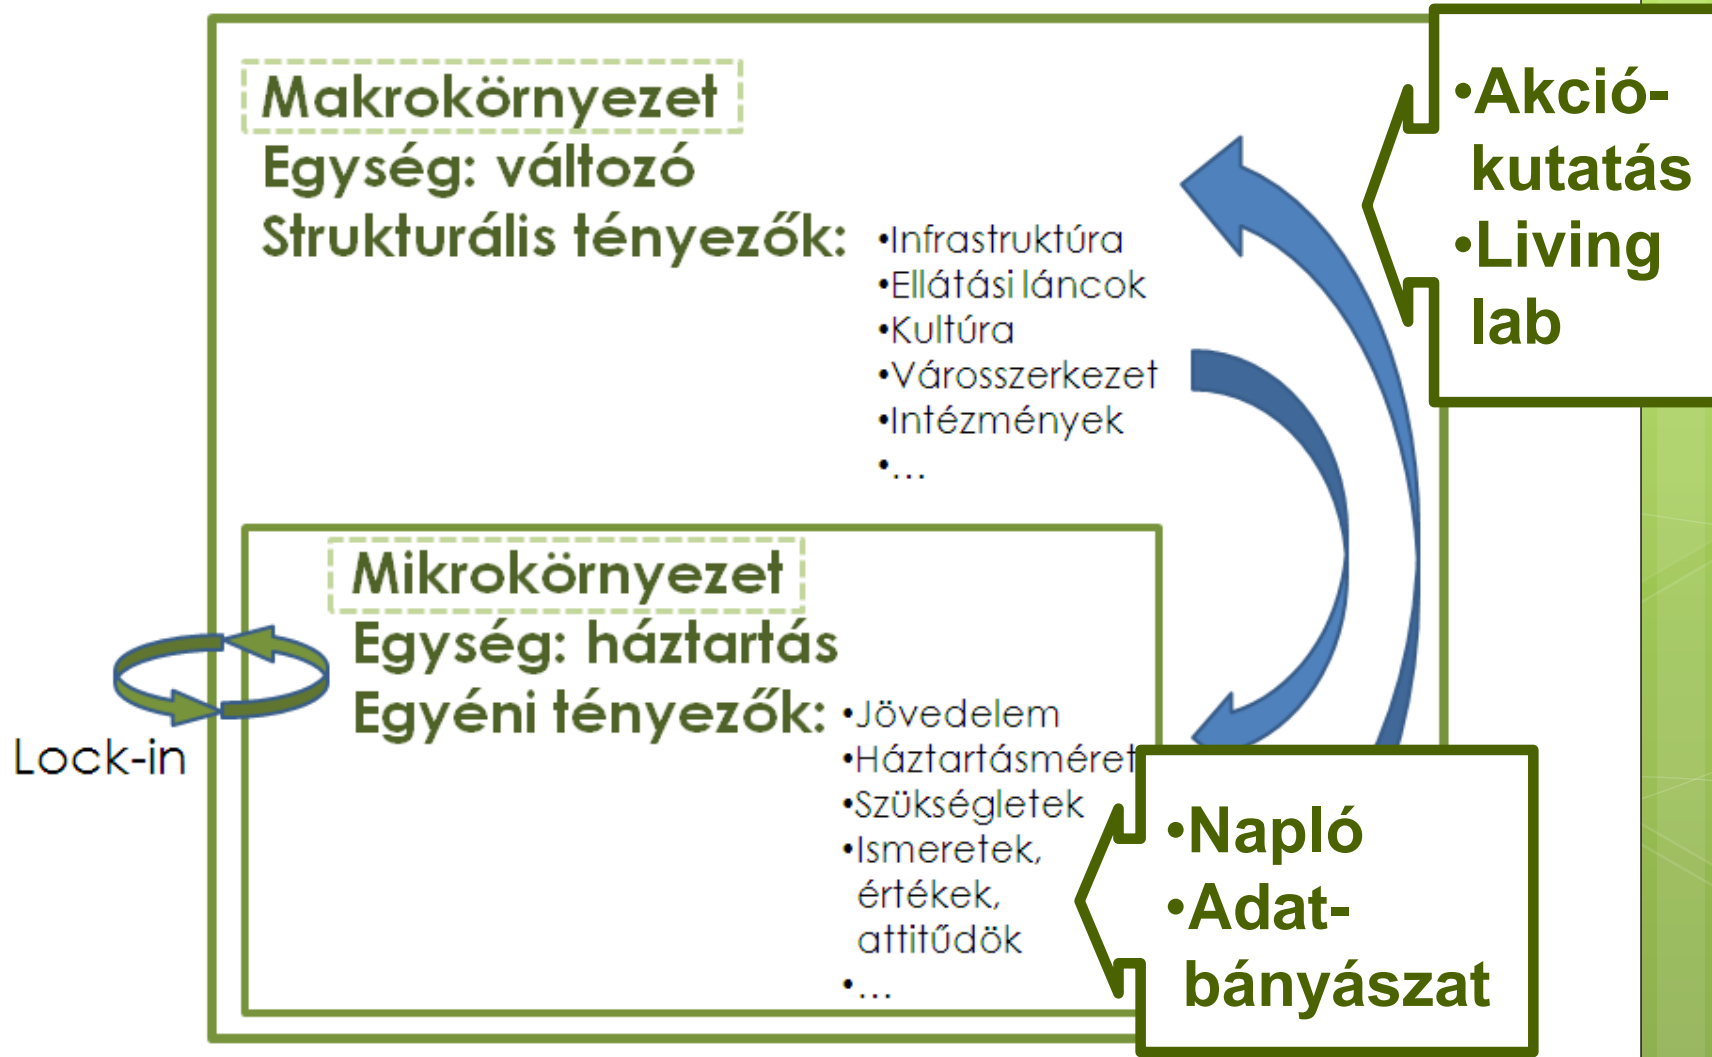 Makrokörnyezet
Egység: változó
Strukturális tényezők:
•Infrastruktúra
•Ellátási láncok
•Kultúra
•Városszerkezet
•Intézmények
•...
•Akció-
kutatás
•Living
lab
Mikrokörnyezet
Egység: háztartás
Egyéni tényezők:
•Jövedelem
•Háztartásméret
•Szükségletek
•Ismeretek,
értékek,
attitűdök
•...
Lock-in
•Napló
•Adat-
bányászat